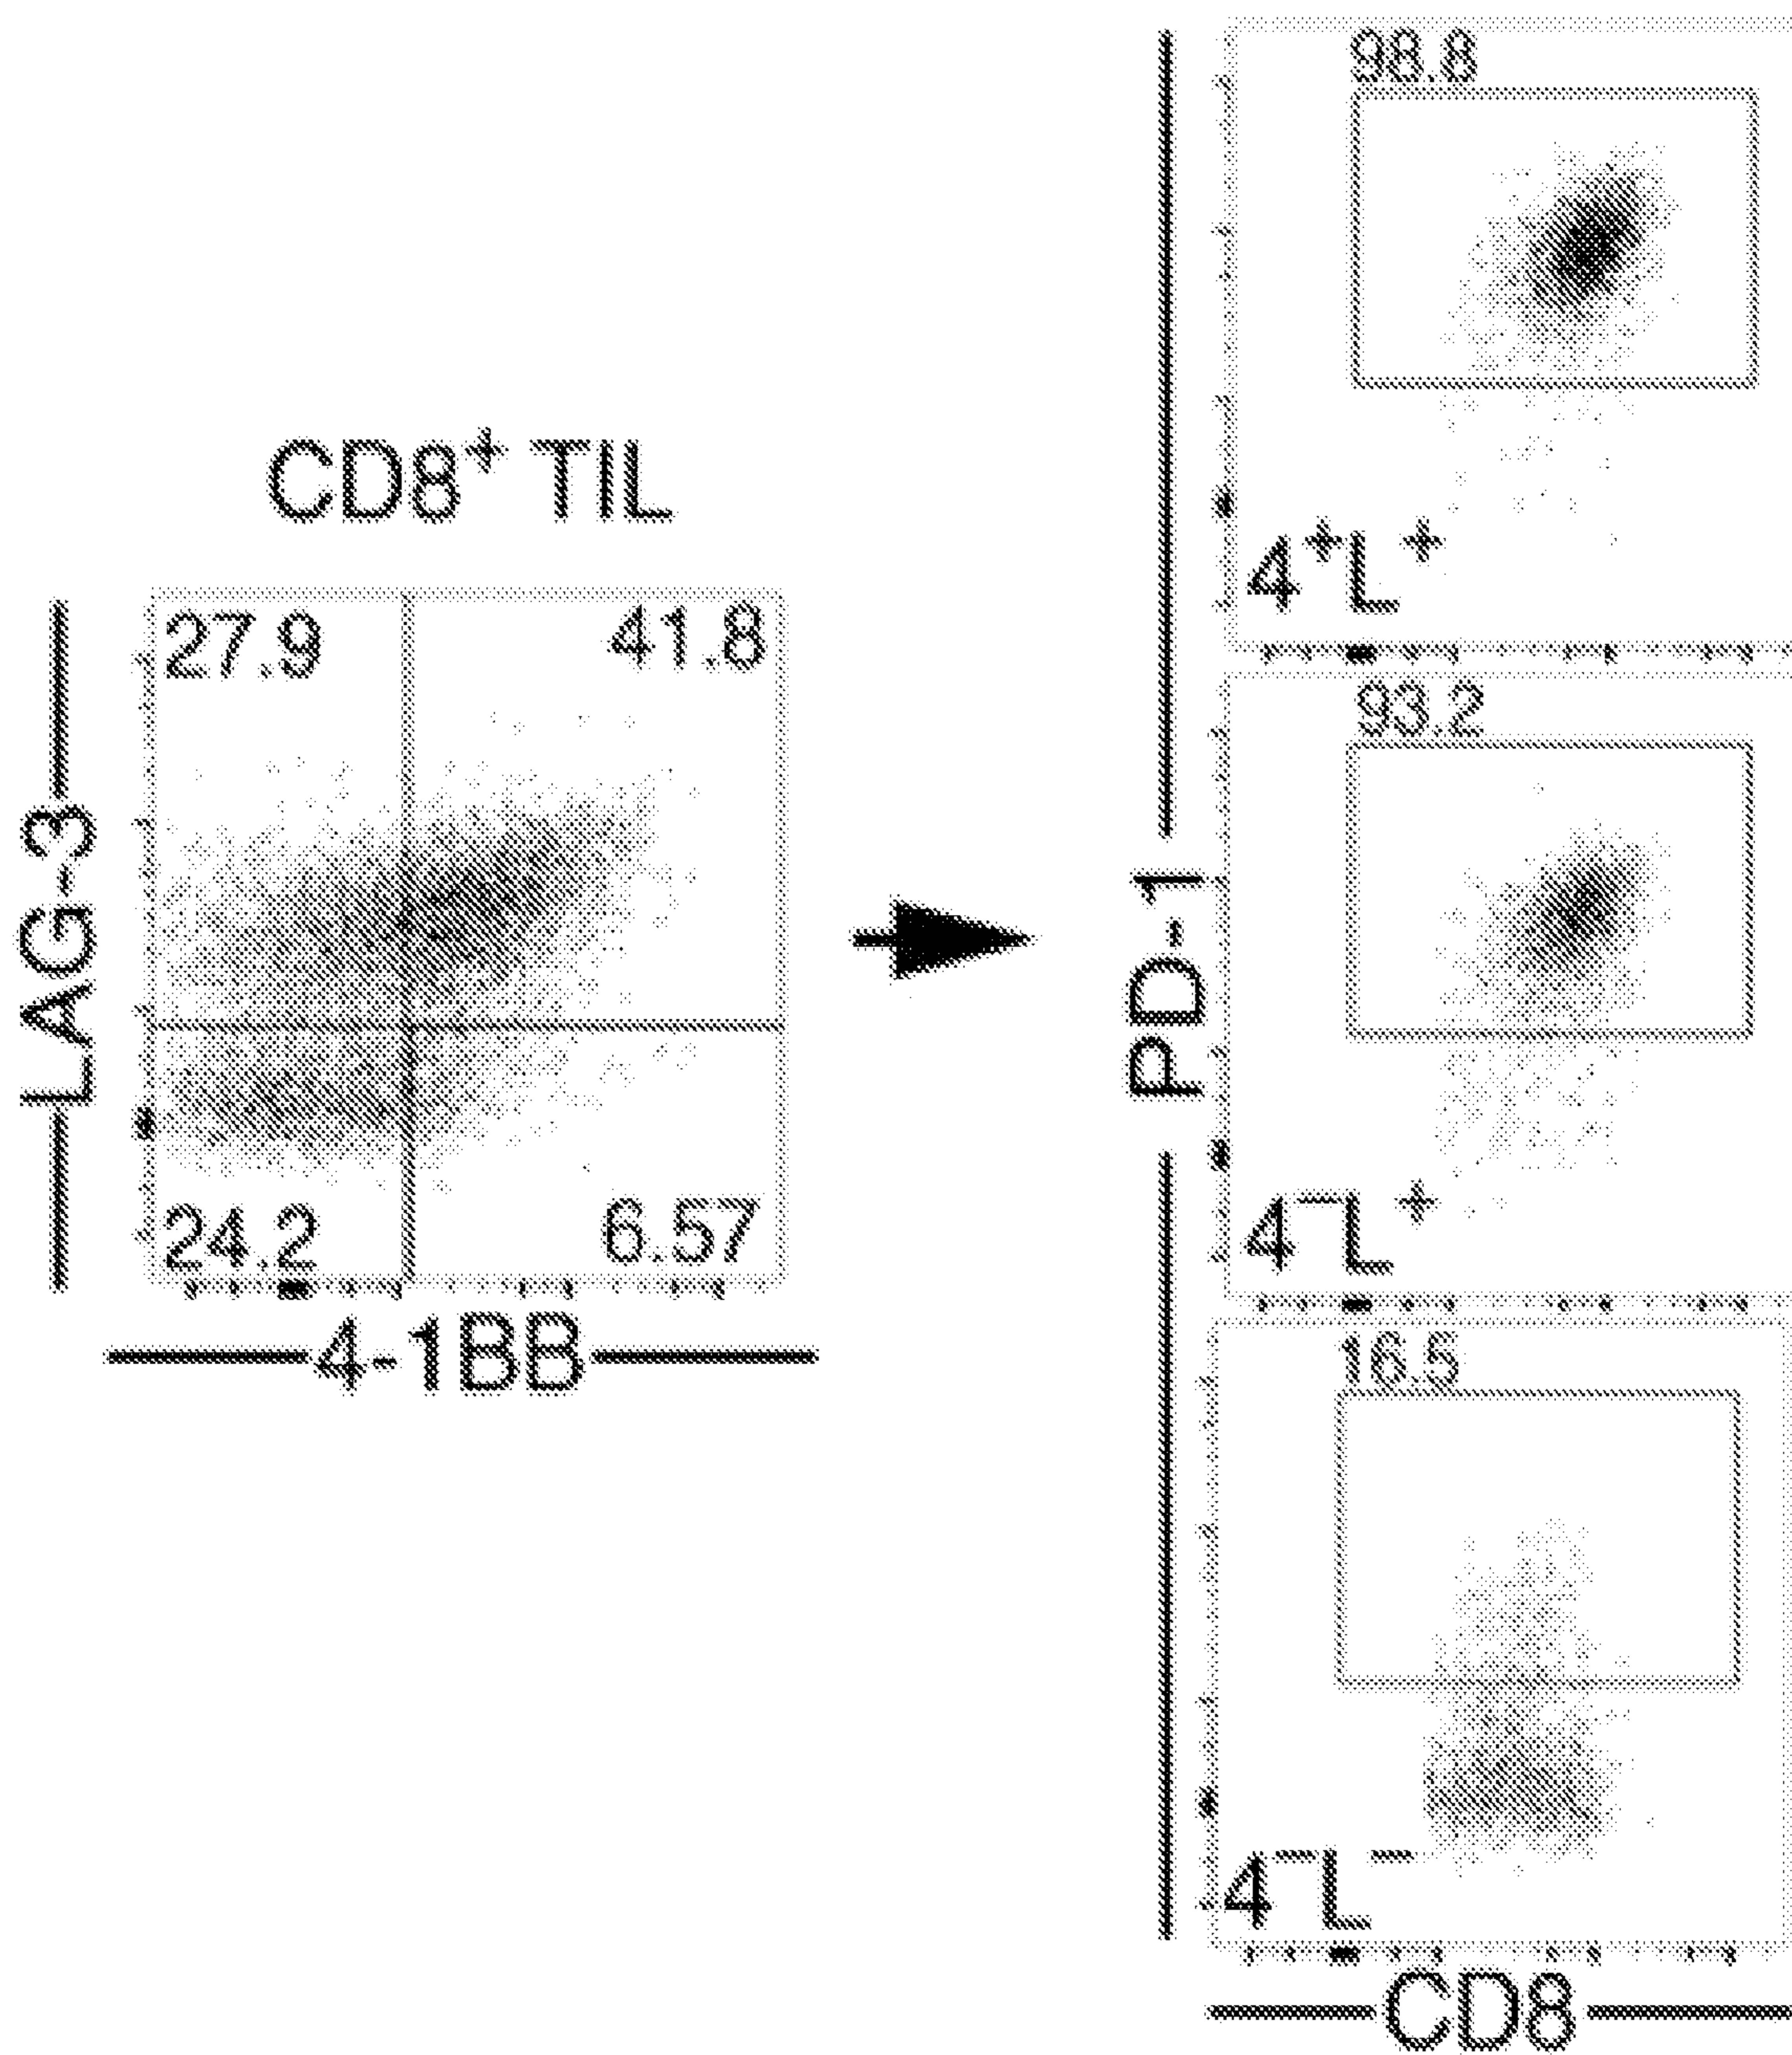 CD8⁺ TIL
27.9 41.8
LAG-3
24.2 6.57
4-1BB
98.8
4⁺L⁺
93.2
PD-1
4⁻L⁺
16.5
4⁻L⁻
CD8